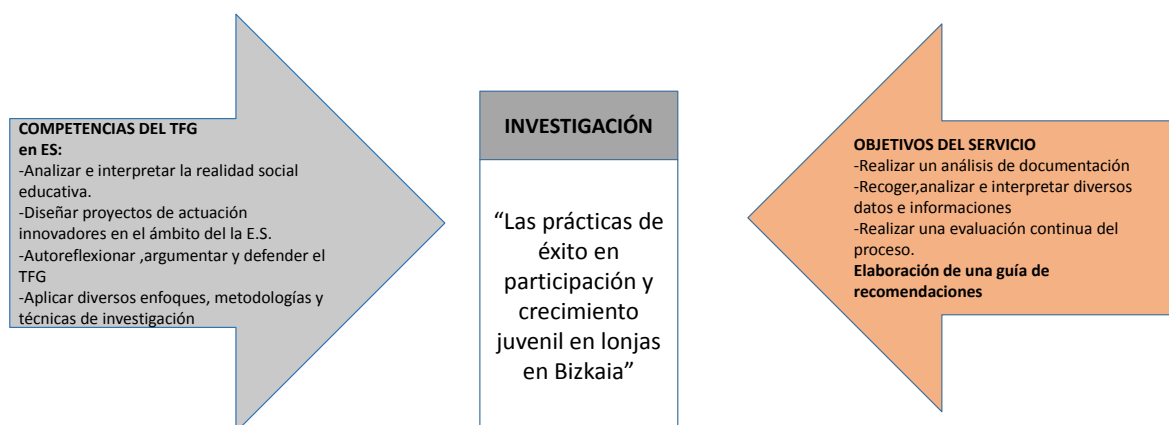 COMPETENCIAS DEL TFG
en ES:
-Analizar e interpretar la realidad social
educativa.
-Diseñar proyectos de actuación
innovadores en el ámbito del la E.S.
-Autoreflexionar ,argumentar y defender el
TFG
-Aplicar diversos enfoques, metodologías y
técnicas de investigación
INVESTIGACIÓN
“Las prácticas de
éxito en
participación y
crecimiento
juvenil en lonjas
en Bizkaia”
OBJETIVOS DEL SERVICIO
-Realizar un análisis de documentación
-Recoger,analizar e interpretar diversos
datos e informaciones
-Realizar una evaluación continua del
proceso.
Elaboración de una guía de
recomendaciones